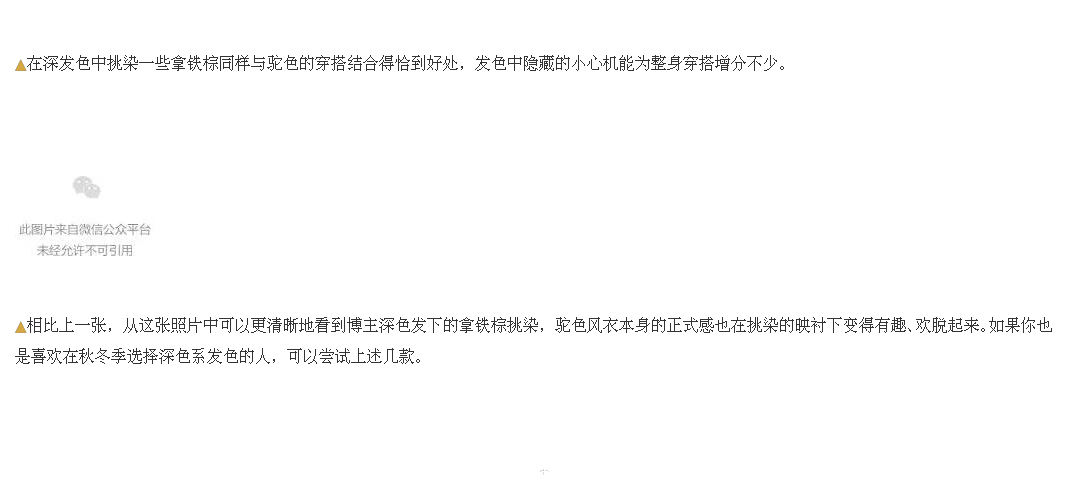 ▲在深发色中挑染一些拿铁棕同样与驼色的穿搭结合得恰到好处，发色中隐藏的小心机能为整身穿搭增分不少。
此图片来自微信公众平台
未经允许不可引用
▲相比上一张，从这张照片中可以更清晰地看到博主深色发下的拿铁棕挑染，驼色风衣本身的正式感也在挑染的映衬下变得有趣、欢脱起来。如果你也
是喜欢在秋冬季选择深色系发色的人，可以尝试上述几款。